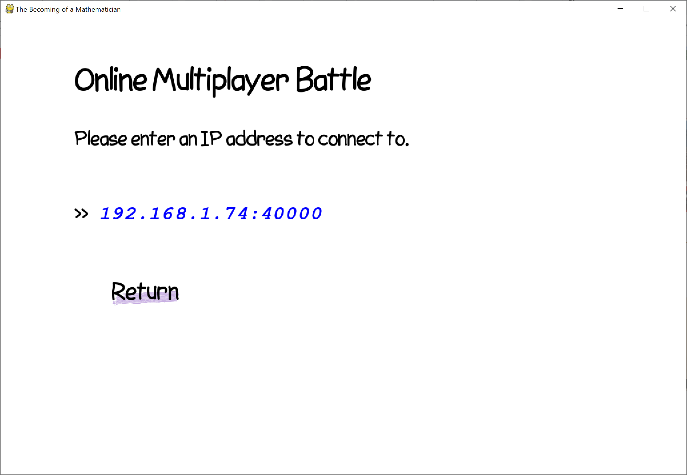 The Becoming of a Mathematician
Online Multiplayer Battle
Please enter an IP address to connect to.
>> 192.168.1.74:40000
Return